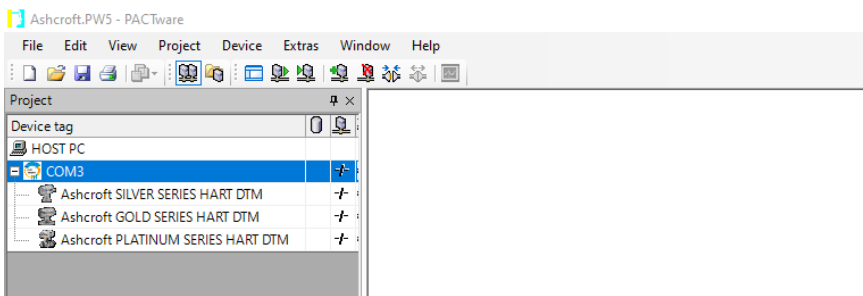 Ashcroft.PW5 - PACTware
File Edit View Project Device Extras Window Help
Project
Device tag
HOST PC
COM3
Ashcroft SILVER SERIES HART DTM
Ashcroft GOLD SERIES HART DTM
Ashcroft PLATINUM SERIES HART DTM